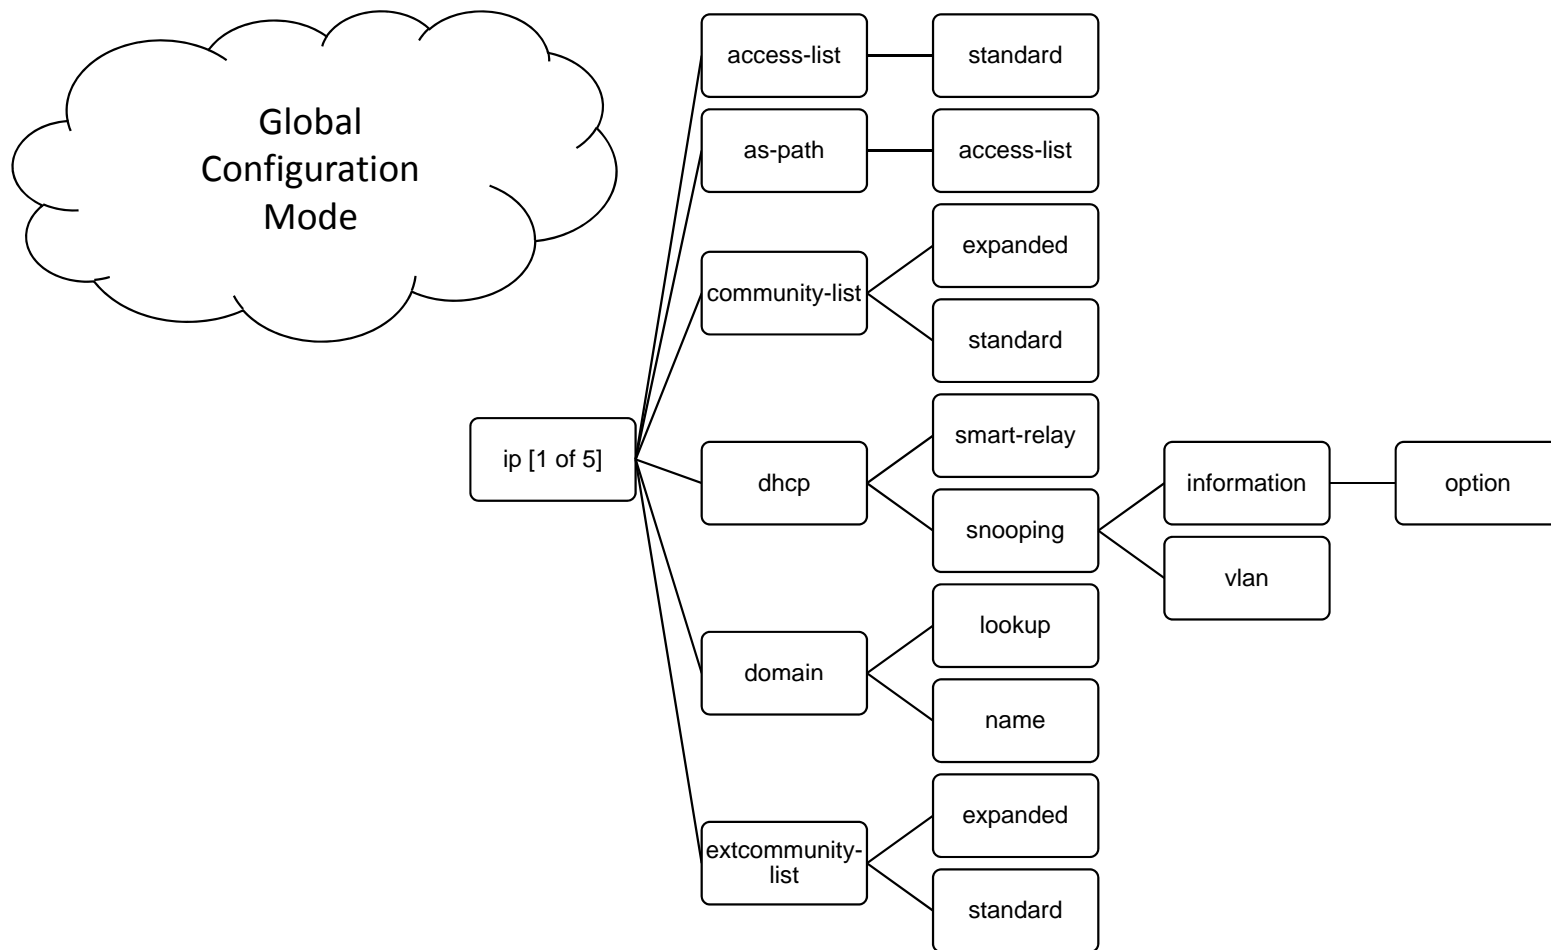 Global
Configuration
Mode
access-list
standard
as-path
access-list
expanded
community-list
standard
ip [1 of 5]
smart-relay
dhcp
information
option
snooping
vlan
lookup
domain
name
expanded
extcommunity-
list
standard